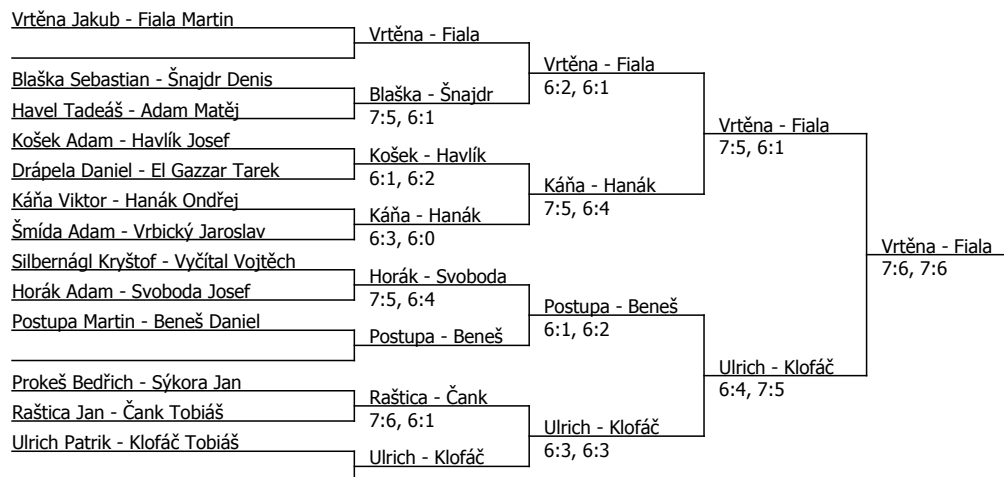 Vrtěna Jakub - Fiala Martin
Blaška Sebastian - Šnajdr Denis
Havel Tadeáš - Adam Matěj
Košek Adam - Havlík Josef
Drápela Daniel - El Gazzar Tarek
Káňa Viktor - Hanák Ondřej
Šmída Adam - Vrbický Jaroslav
Silbernágl Kryštof - Vyčítal Vojtěch
Horák Adam - Svoboda Josef
Postupa Martin - Beneš Daniel
Prokeš Bedřich - Sýkora Jan
Raštica Jan - Čank Tobiáš
Ulrich Patrik - Klofáč Tobiáš
Vrtěna - Fiala
Blaška - Šnajdr
7:5, 6:1
Košek - Havlík
6:1, 6:2
Káňa - Hanák
6:3, 6:0
Horák - Svoboda
7:5, 6:4
Postupa - Beneš
Raštica - Čank
7:6, 6:1
Ulrich - Klofáč
Vrtěna - Fiala
6:2, 6:1
Káňa - Hanák
7:5, 6:4
Postupa - Beneš
6:1, 6:2
Ulrich - Klofáč
6:3, 6:3
Vrtěna - Fiala
7:5, 6:1
Ulrich - Klofáč
6:4, 7:5
Vrtěna - Fiala
7:6, 7:6